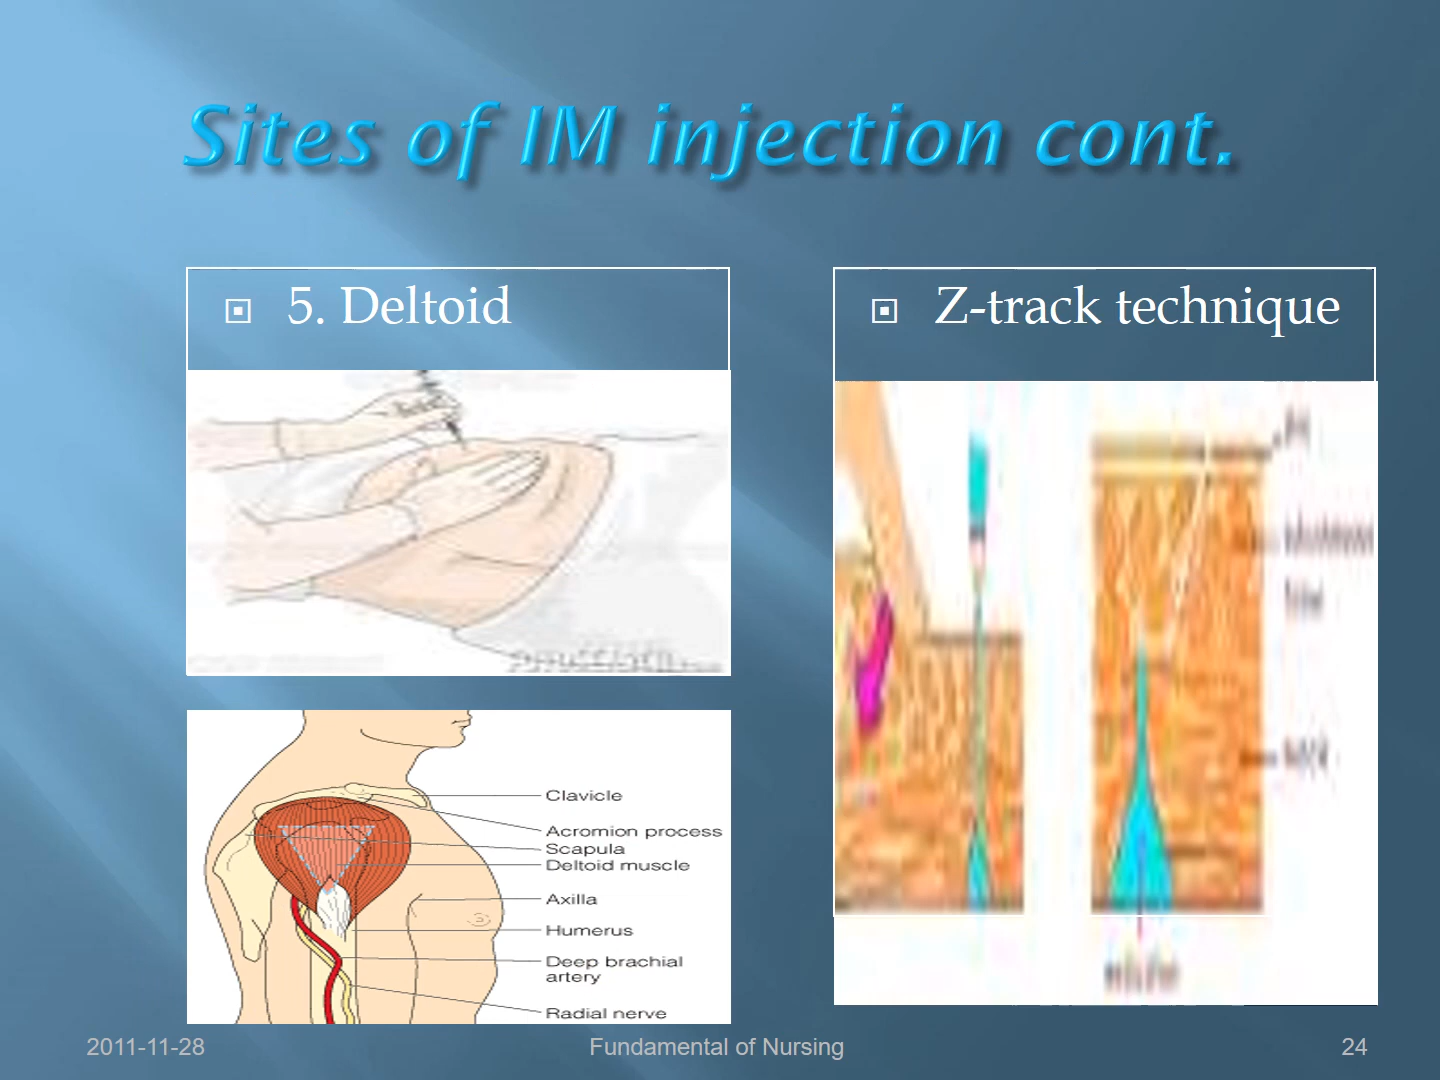 Sites of IM injection cont.
5. Deltoid
Clavicle
Acromion process
Scapula
Deltoid muscle
Axilla
Humerus
Deep brachial
artery
Radial nerve
Z-track technique
2011-11-28
Fundamental of Nursing
24